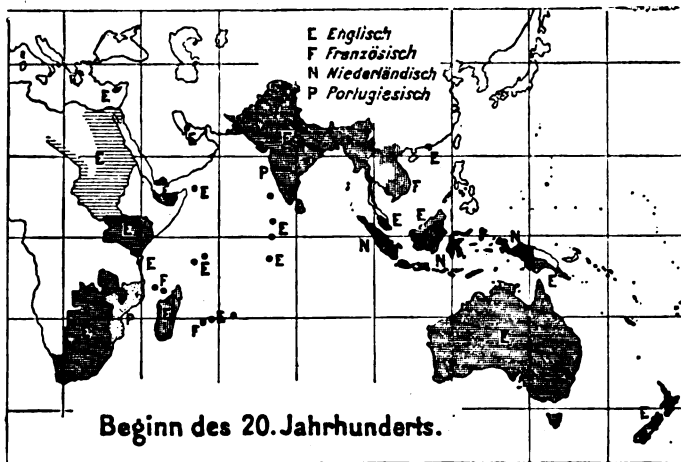 E Englisch
F Französisch
N Niederländisch
P Portugiesisch
E
E
E
E
P
F
E
E
E
E
E
N
N
N
E
E
E
E
F
P
F
E
E
E
Beginn des 20. Jahrhunderts.